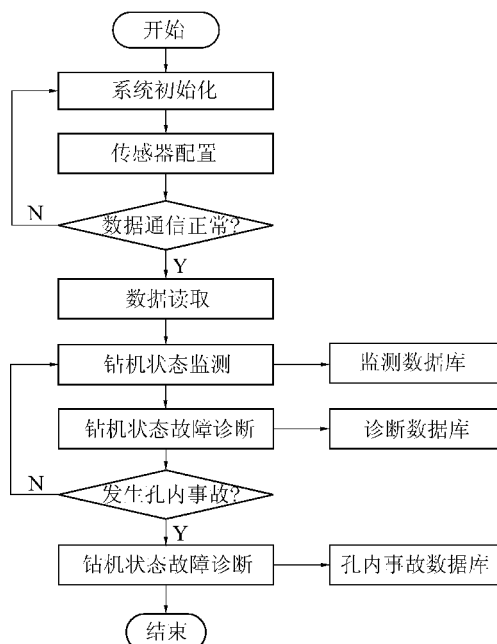 开始
系统初始化
传感器配置
N
数据通信正常?
Y
数据读取
钻机状态监测
监测数据库
钻机状态故障诊断
诊断数据库
N
发生孔内事故?
Y
钻机状态故障诊断
孔内事故数据库
结束